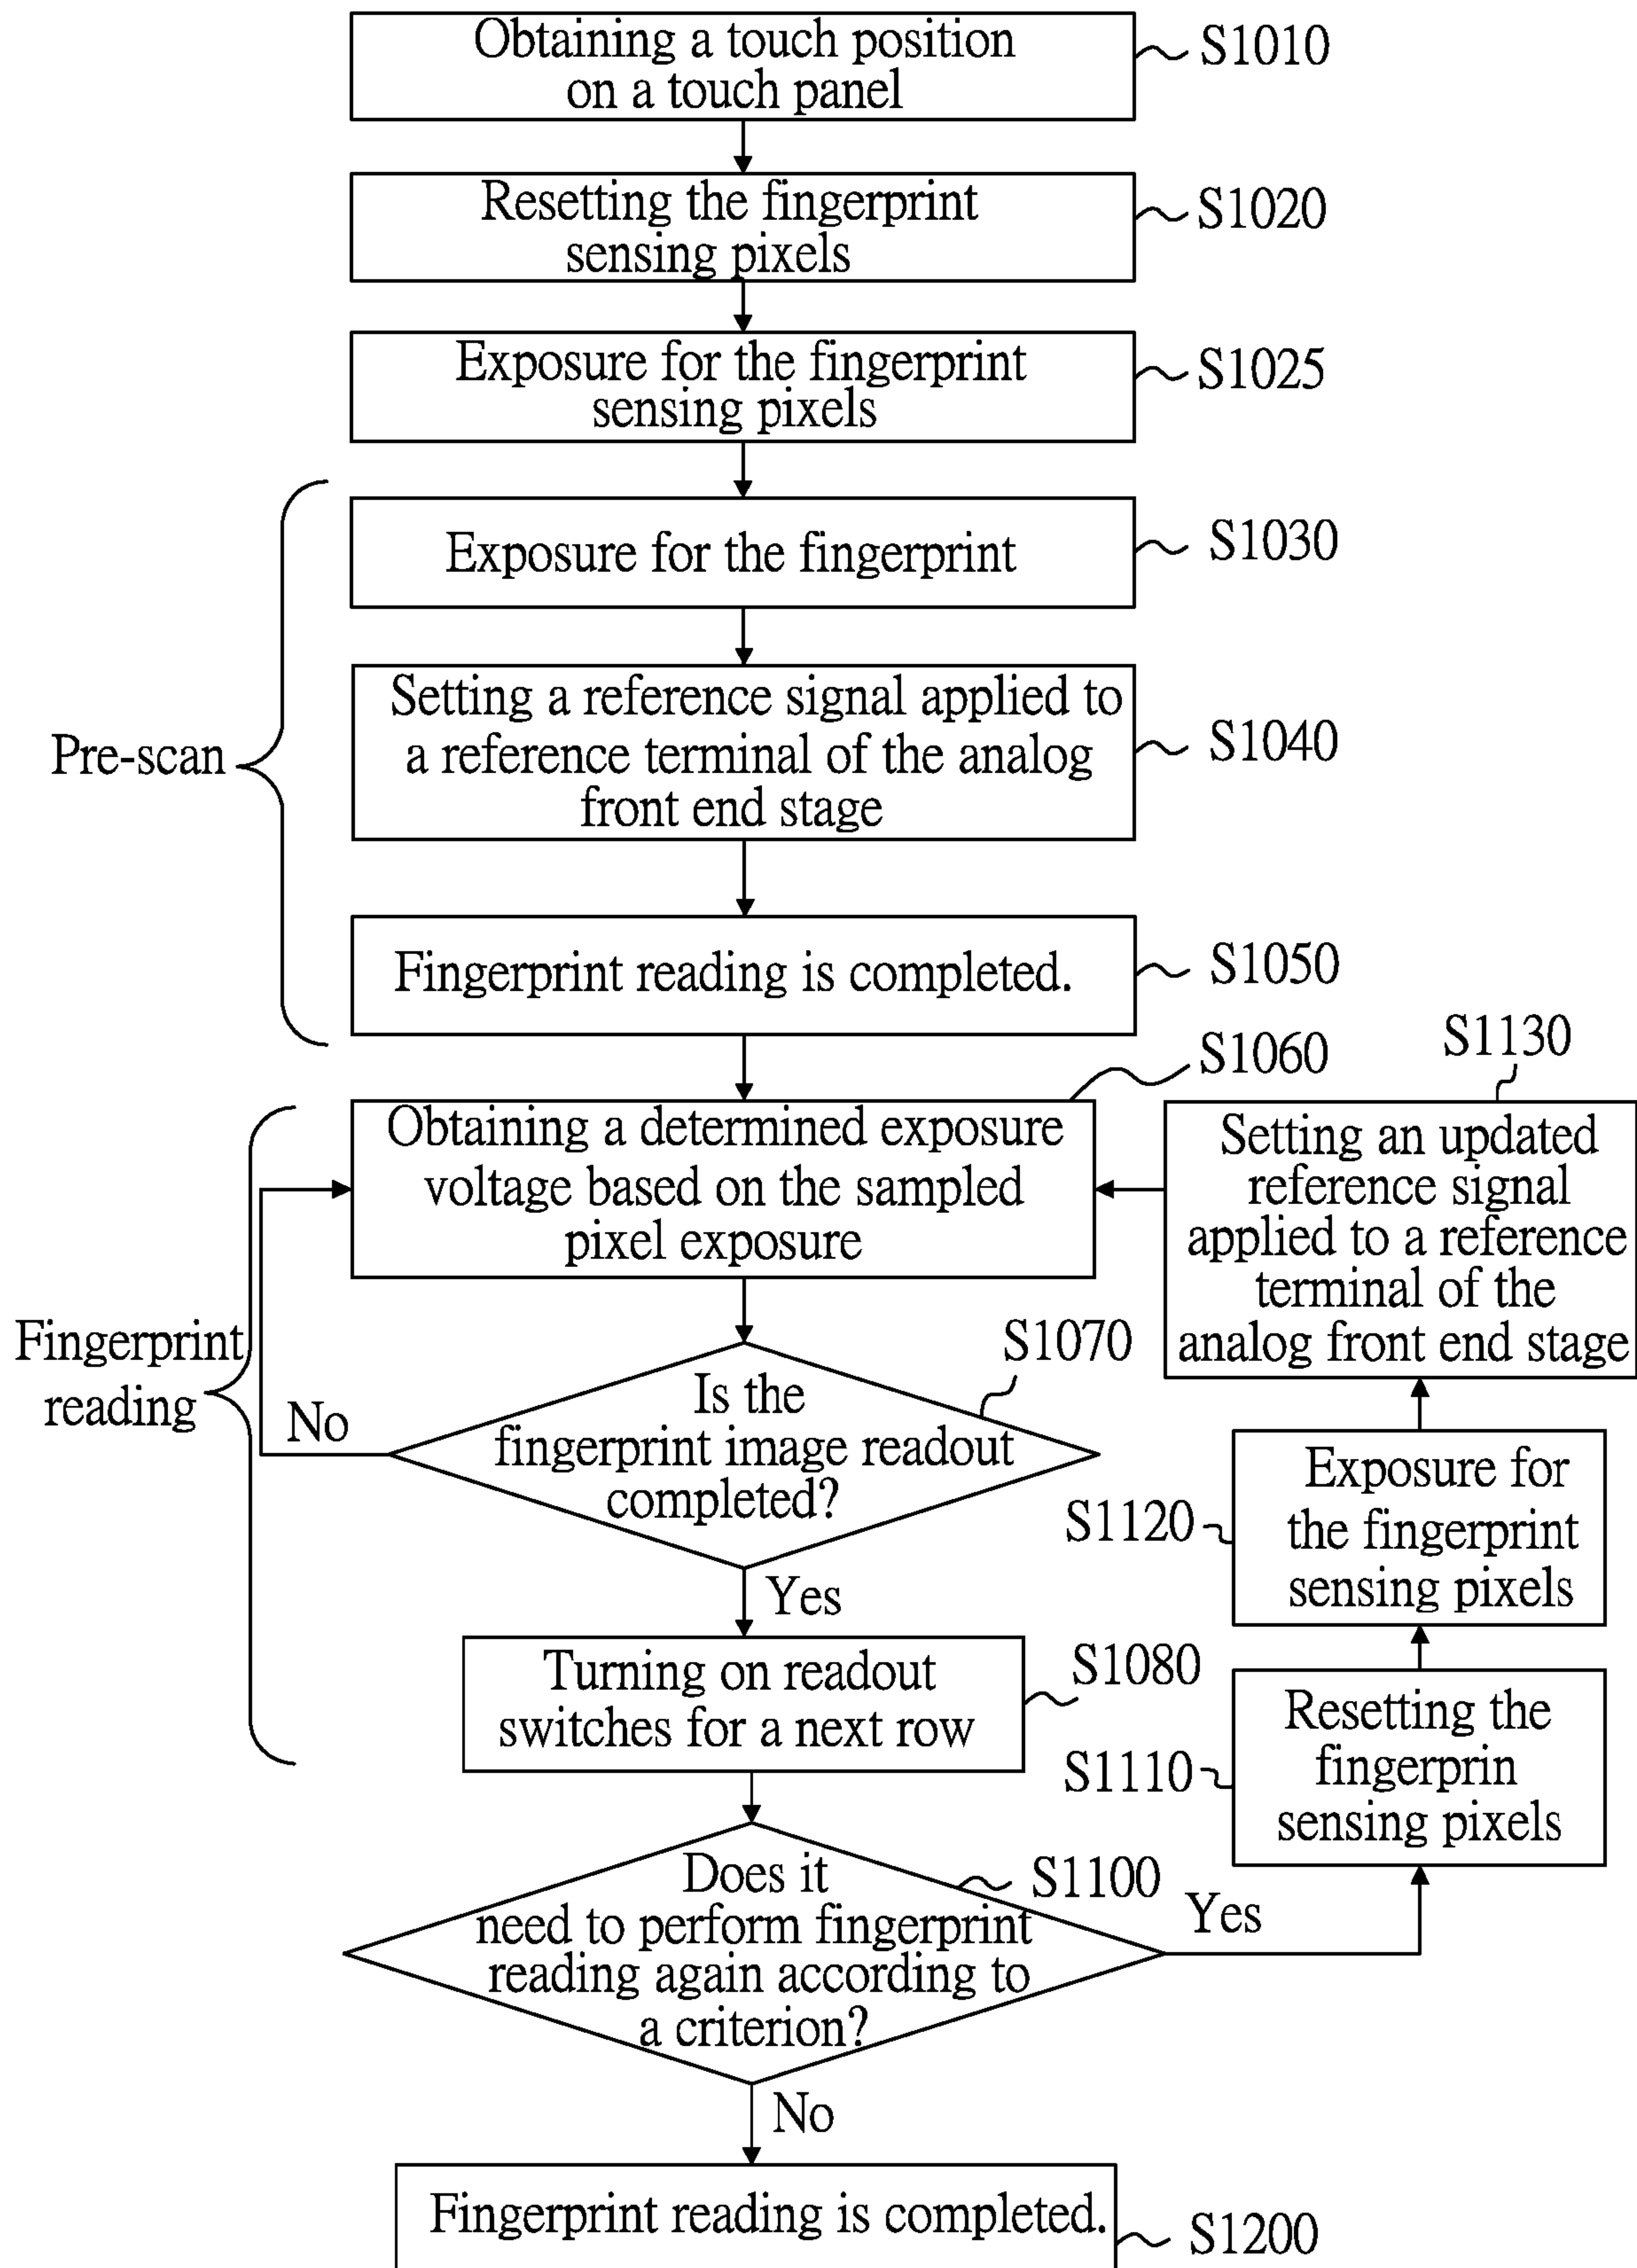 Obtaining a touch position
on a touch panel
S1010
Resetting the fingerprint
sensing pixels
S1020
Exposure for the fingerprint
sensing pixels
S1025
Pre-scan
Exposure for the fingerprint
S1030
Setting a reference signal applied to
a reference terminal of the analog
front end stage
S1040
Fingerprint reading is completed.
S1050
Fingerprint
reading
S1060
Obtaining a determined exposure
voltage based on the sampled
pixel exposure
S1070
Is the
fingerprint image readout
completed?
No
Yes
Turning on readout
switches for a next row
S1080
Does it
need to perform fingerprint
reading again according to
a criterion?
S1100
Yes
No
S1130
Setting an updated
reference signal
applied to a reference
terminal of the
analog front end stage
S1120
Exposure for
the fingerprint
sensing pixels
S1110
Resetting the
fingerprin
sensing pixels
Fingerprint reading is completed.
S1200